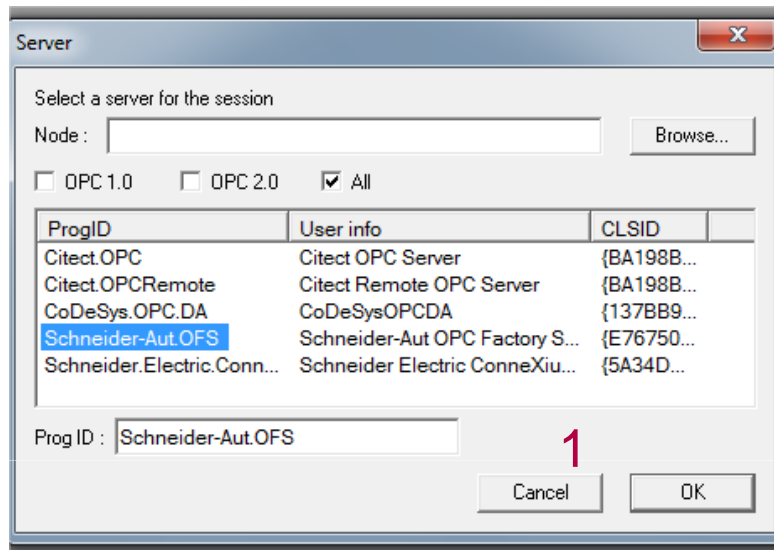 Server
Select a server for the session
Node :
Browse...
OPC 1.0 OPC 2.0 All
ProgID User info CLSID
Citect.OPC Citect OPC Server {BA198B...
Citect.OPCRemote Citect Remote OPC Server {BA198B...
CoDeSys.OPC.DA CoDeSysOPCDA {137BB9...
Schneider-Aut.OFS Schneider-Aut OPC Factory S... {E76750...
Schneider.Electric.Conn... Schneider Electric ConneXiu... {5A34D...
Prog ID : Schneider-Aut.OFS
1
Cancel OK